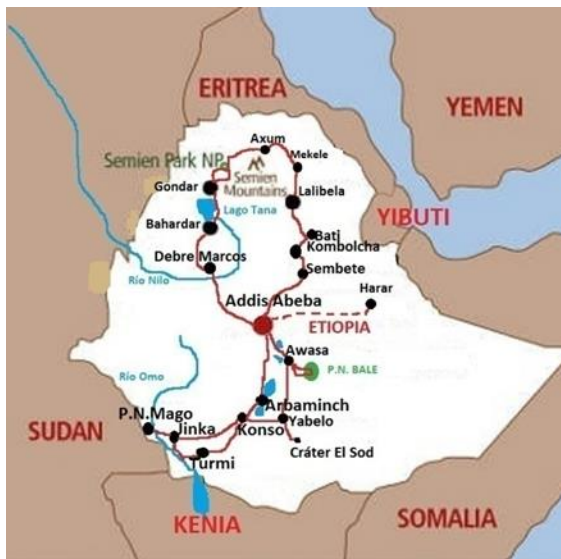 ERITREA
YEMEN
Axum
Semien Park NP
Mekele
Semien
Mountains
Gondar
Lalibela
Lago Tana
YIBUTI
Bahardar
Bati
Kombolcha
Debre Marcos
Sembete
Río Nilo
Harar
Addis Abeba
ETIOPIA
Awasa
P.N. BALE
Río Omo
Arbaminch
P.N.Mago
Jinka
Konso
Yabelo
SUDAN
Cráter El Sod
Turmi
KENIA
SOMALIA